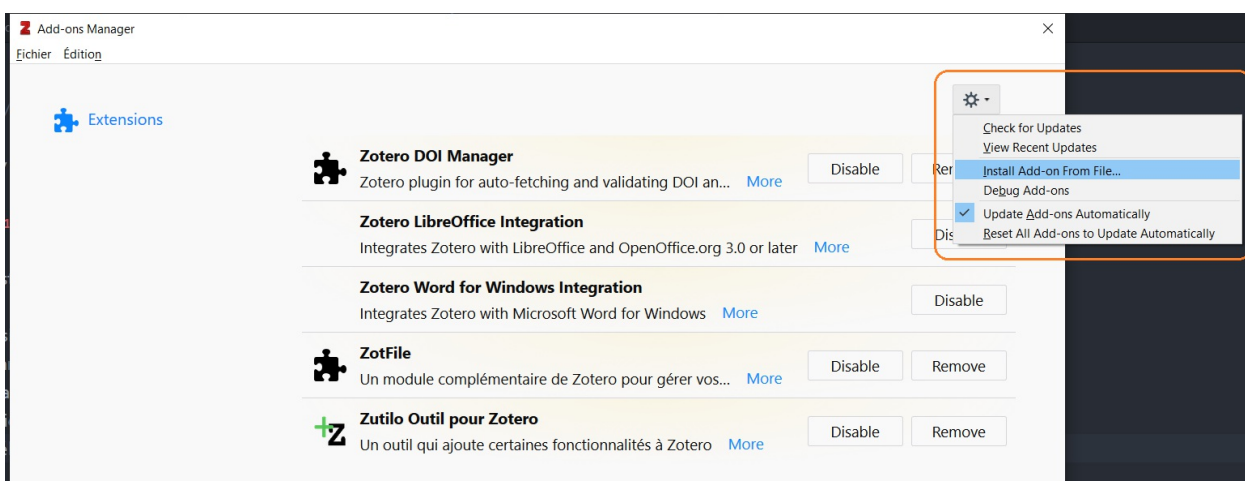 Add-ons Manager
Fichier Édition
Extensions
Zotero DOI Manager
Zotero plugin for auto-fetching and validating DOI an... More
Disable
Zotero LibreOffice Integration
Integrates Zotero with LibreOffice and OpenOffice.org 3.0 or later More
Zotero Word for Windows Integration
Integrates Zotero with Microsoft Word for Windows More
Disable
ZotFile
Un module complémentaire de Zotero pour gérer vos... More
Disable Remove
Zutilo Outil pour Zotero
Un outil qui ajoute certaines fonctionnalités à Zotero More
Disable Remove
Check for Updates
View Recent Updates
Install Add-on From File...
Debug Add-ons
Update Add-ons Automatically
Reset All Add-ons to Update Automatically